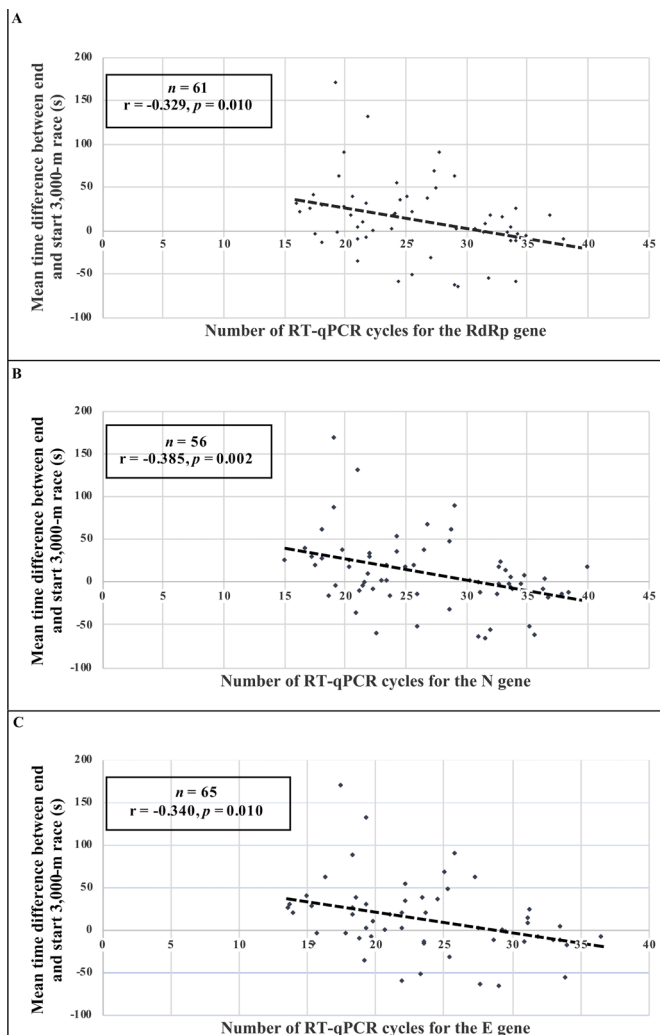 A
Mean time difference between end
and start 3,000-m race (s)
200
150
100
50
0
-50
-100
n = 61
r = -0.329, p = 0.010
0 5 10 15 20 25 30 35 40 45
Number of RT-qPCR cycles for the RdRp gene
B
Mean time difference between end
and start 3,000-m race (s)
200
150
100
50
0
-50
-100
n = 56
r = -0.385, p = 0.002
0 5 10 15 20 25 30 35 40 45
Number of RT-qPCR cycles for the N gene
C
Mean time difference between end
and start 3,000-m race (s)
200
150
100
50
0
-50
-100
n = 65
r = -0.340, p = 0.010
0 5 10 15 20 25 30 35 40
Number of RT-qPCR cycles for the E gene